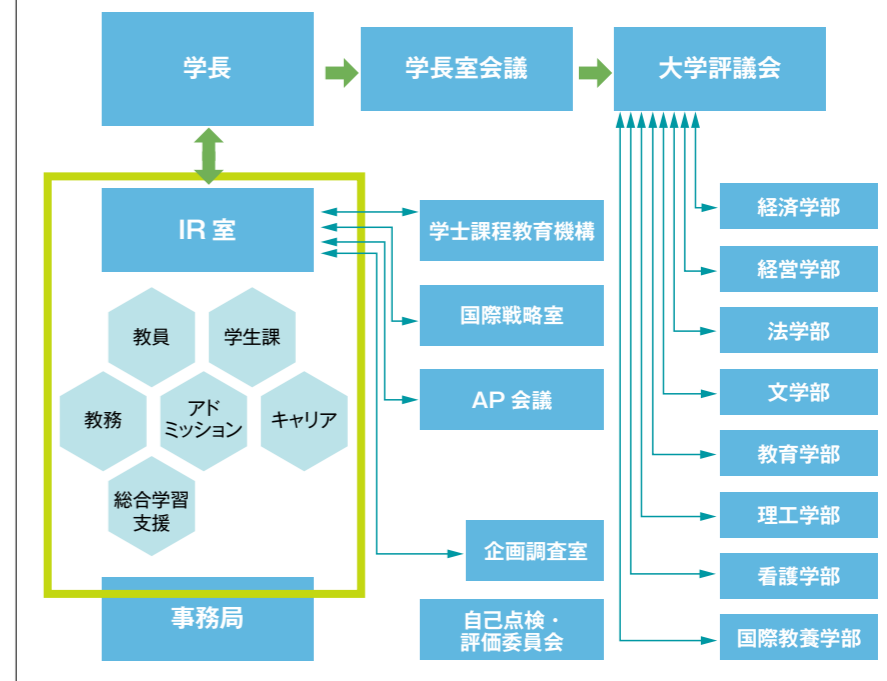 学長
学長室会議
大学評議会
IR 室
教員
学生課
教務
アド
ミッション
キャリア
総合学習
支援
事務局
学士課程教育機構
国際戦略室
AP 会議
企画調査室
自己点検・
評価委員会
経済学部
経営学部
法学部
文学部
教育学部
理工学部
看護学部
国際教養学部